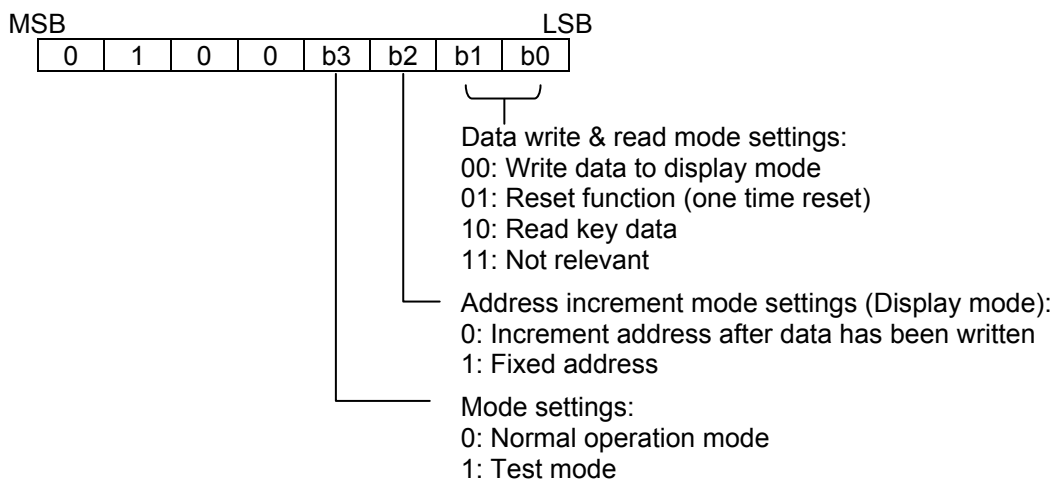 MSB LSB
0 1 0 0 b3 b2 b1 b0
Data write & read mode settings:
00: Write data to display mode
01: Reset function (one time reset)
10: Read key data
11: Not relevant
Address increment mode settings (Display mode):
0: Increment address after data has been written
1: Fixed address
Mode settings:
0: Normal operation mode
1: Test mode